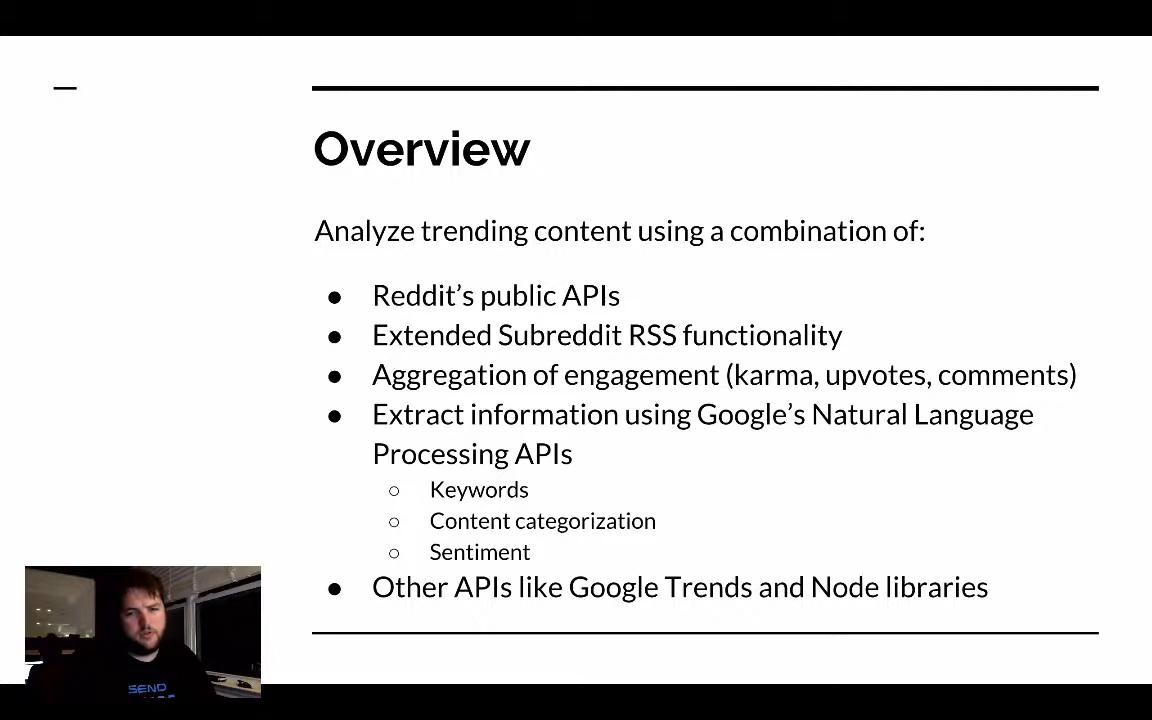 Overview
Analyze trending content using a combination of:
● Reddit’s public APIs
● Extended Subreddit RSS functionality
● Aggregation of engagement (karma, upvotes, comments)
● Extract information using Google’s Natural Language
Processing APIs
○ Keywords
○ Content categorization
○ Sentiment
● Other APIs like Google Trends and Node libraries
SEND